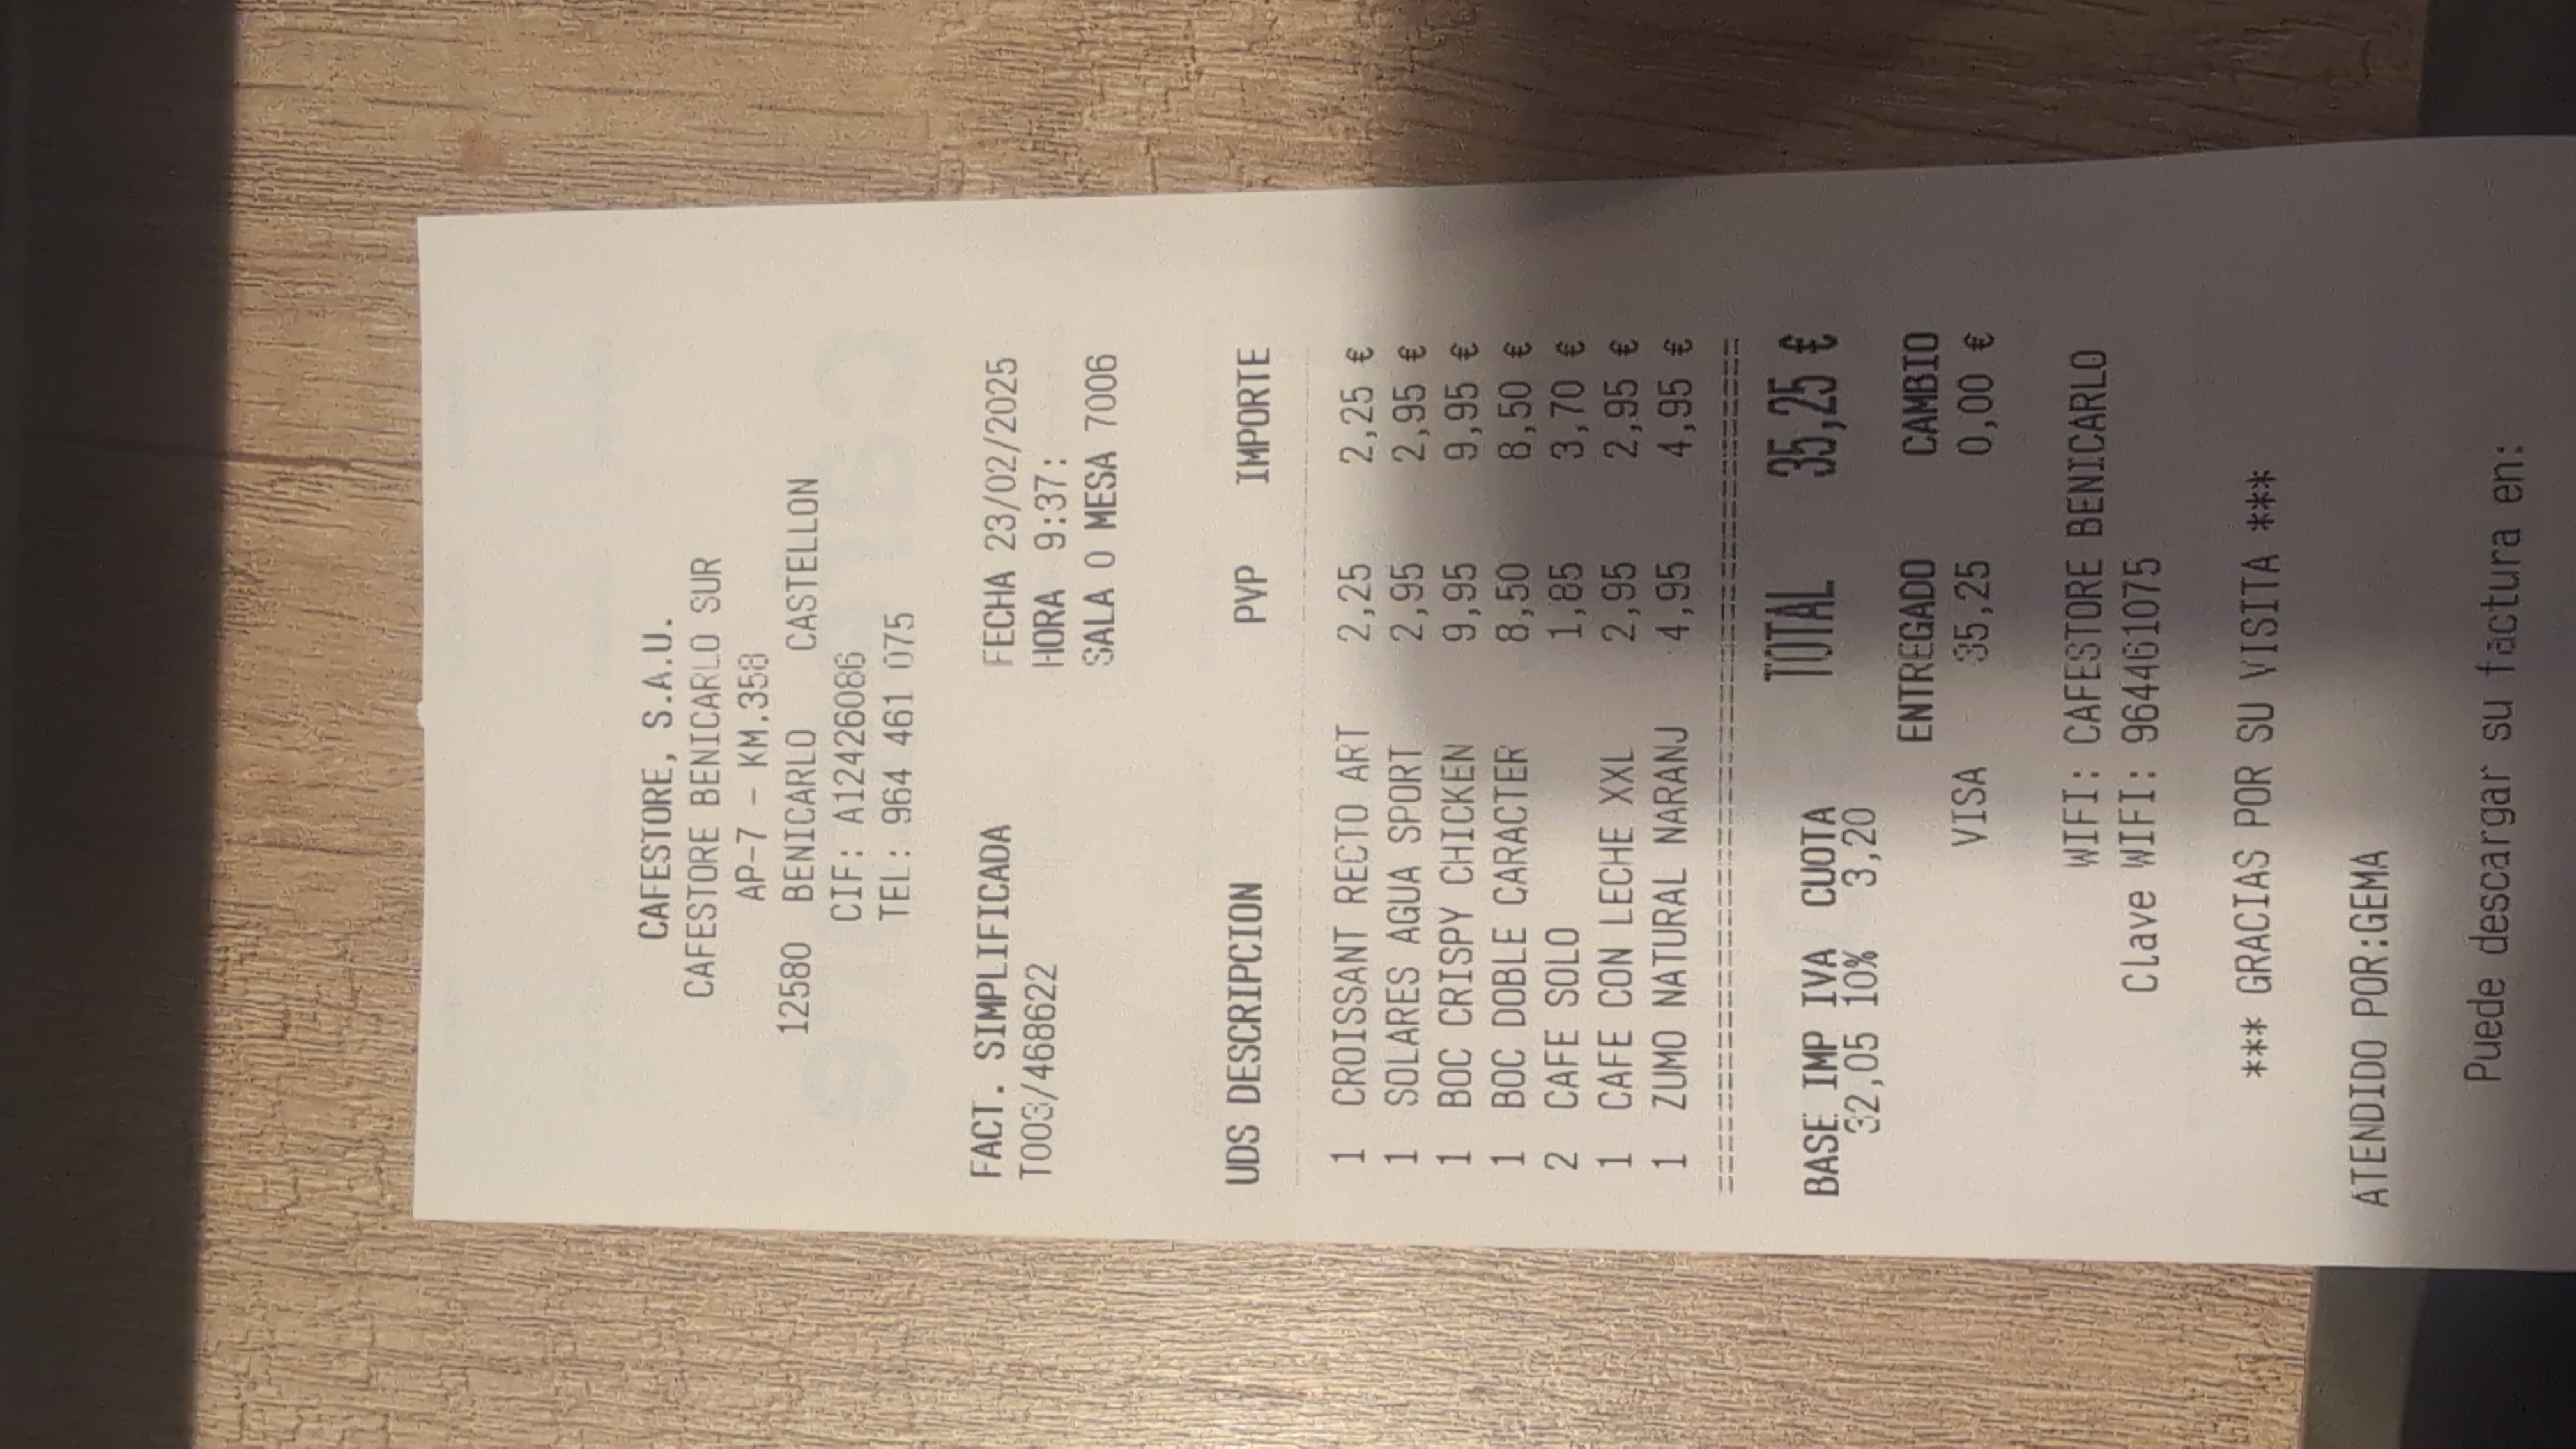 CAFESTORE, S.A.U.
CAFESTORE BENICARLO SUR
AP-7 - KM.358
12580 BENICARLO CASTELLON
CIF: A12426086
TEL: 964 461 075
FACT. SIMPLIFICADA FECHA 23/02/2025
T003/468622 HORA 9:37:
SALA 0 MESA 7006
UDS DESCRIPCION PVP IMPORTE
1 CROISSANT RECTO ART 2,25 2,25 €
1 SOLARES AGUA SPORT 2,95 2,95 €
1 BOC CRISPY CHICKEN 9,95 9,95 €
1 BOC DOBLE CARACTER 8,50 8,50 €
2 CAFE SOLO 1,85 3,70 €
1 CAFE CON LECHE XXL 2,95 2,95 €
1 ZUMO NATURAL NARANJ 4,95 4,95 €
TOTAL 35,25 €
BASE IMP IVA CUOTA
32,05 10% 3,20
ENTREGADO CAMBIO
VISA 35,25 0,00 €
WIFI: CAFESTORE BENICARLO
Clave WIFI: 964461075
*** GRACIAS POR SU VISITA ***
ATENDIDO POR:GEMA
Puede descargar su factura en: